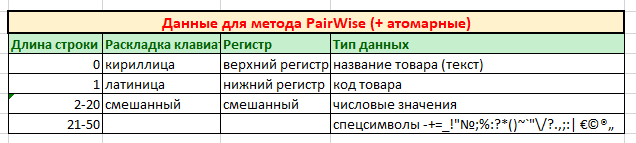 Данные для метода PairWise (+ атомарные)
Длина строки Раскладка клавиат Регистр Тип данных
0 кириллица верхний регистр название товара (текст)
1 латиница нижний регистр код товара
2-20 смешанный смешанный числовые значения
21-50 спецсимволы -+=_!"№;%:?*()~`"\/?.,;:| €©®„